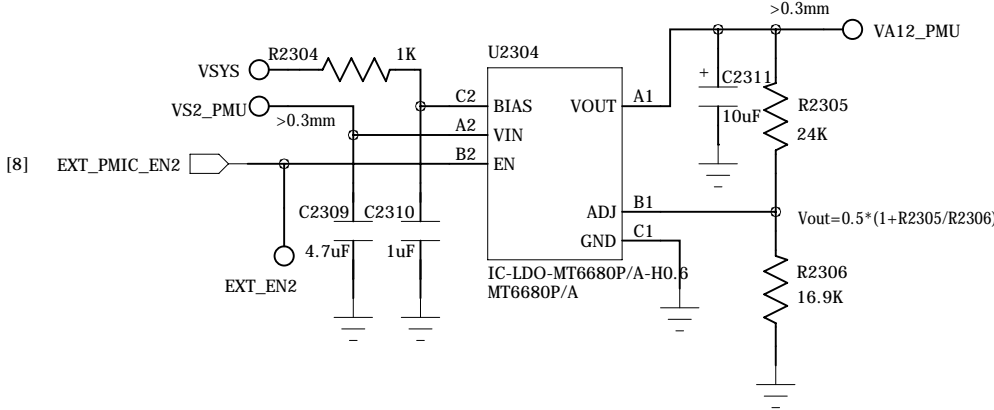 >0.3mm
VA12_PMU
R2304
1K
U2304
VSYS
C2311
+
C2
BIAS
VOUT
A1
R2305
VS2_PMU
>0.3mm
10uF
A2
VIN
24K
[8]
EXT_PMIC_EN2
B2
EN
C2309
C2310
ADJ
B1
Vout=0.5*(1+R2305/R2306)
GND
C1
4.7uF
1uF
IC-LDO-MT6680P/A-H0.6
MT6680P/A
R2306
16.9K
EXT_EN2